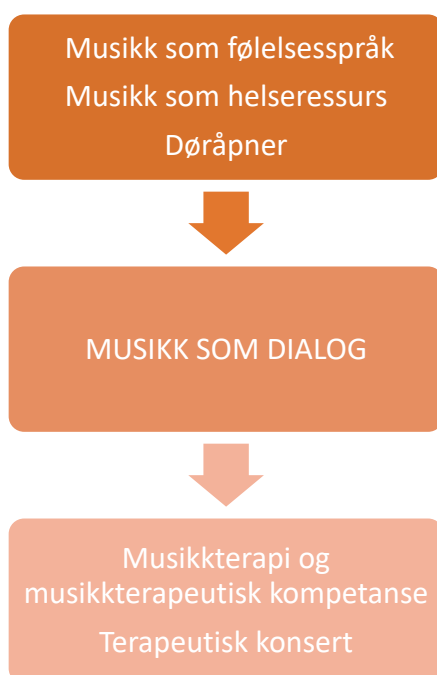 Musikk som følelsesspråk
Musikk som helseressurs
Døråpner
MUSIKK SOM DIALOG
Musikkterapi og
musikkterapeutisk kompetanse
Terapeutisk konsert